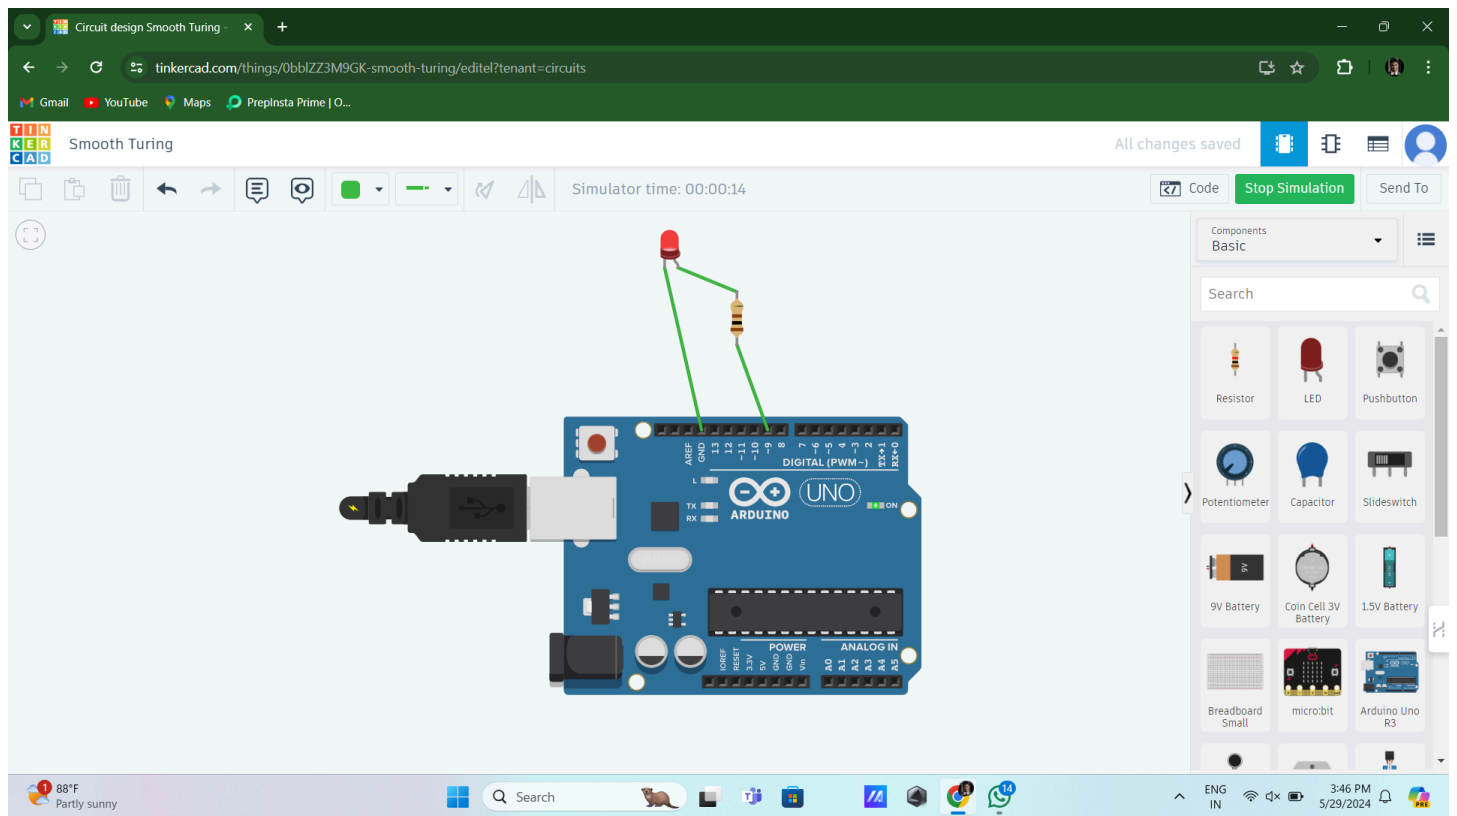 Circuit design Smooth Turing -
tinkercad.com/things/0bblZZ3M9GK-smooth-turing/editel?tenant=circuits
Gmail YouTube Maps PrepInsta Prime | O...
TIN
KER
CAD
Smooth Turing
All changes saved
Simulator time: 00:00:14
Code
Stop Simulation
Send To
Components
Basic
Search
Resistor LED Pushbutton
Potentiometer Capacitor Slideswitch
9V
9V Battery
Coin Cell 3V
Battery
1.5V Battery
Breadboard
Small
micro:bit
Arduino Uno
R3
AREF
GND
13
12
~11
~10
~9
8
7
~6
~5
4
~3
2
TX→1
RX←0
DIGITAL (PWM~)
L
TX
RX
UNO
ARDUINO
ON
POWER
ANALOG IN
IOREF
RESET
3.3V
5V
GND
GND
Vin
A0
A1
A2
A3
A4
A5
1
88°F
Partly sunny
Search
14
ENG
IN
3:46 PM
5/29/2024
PRE